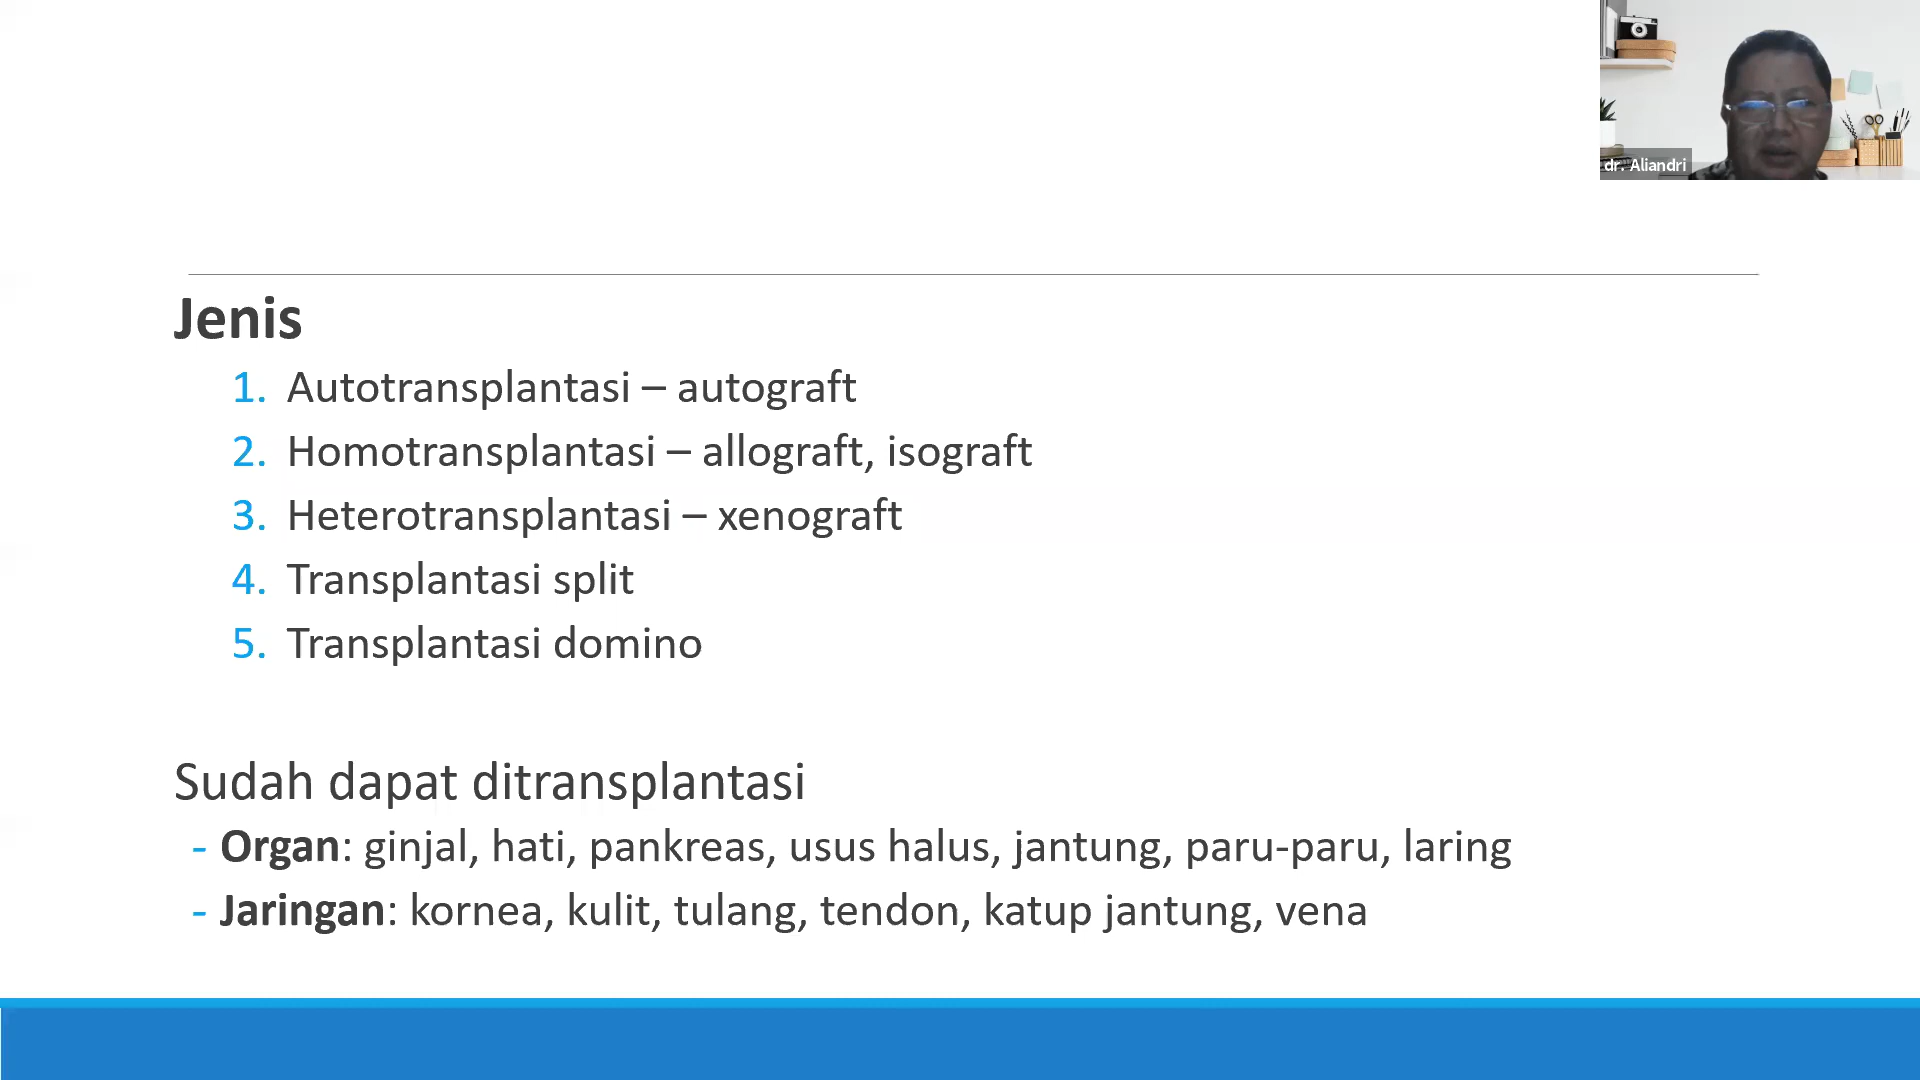 dr. Aliandri
Jenis
1. Autotransplantasi – autograft
2. Homotransplantasi – allograft, isograft
3. Heterotransplantasi – xenograft
4. Transplantasi split
5. Transplantasi domino
Sudah dapat ditransplantasi
- Organ: ginjal, hati, pankreas, usus halus, jantung, paru-paru, laring
- Jaringan: kornea, kulit, tulang, tendon, katup jantung, vena